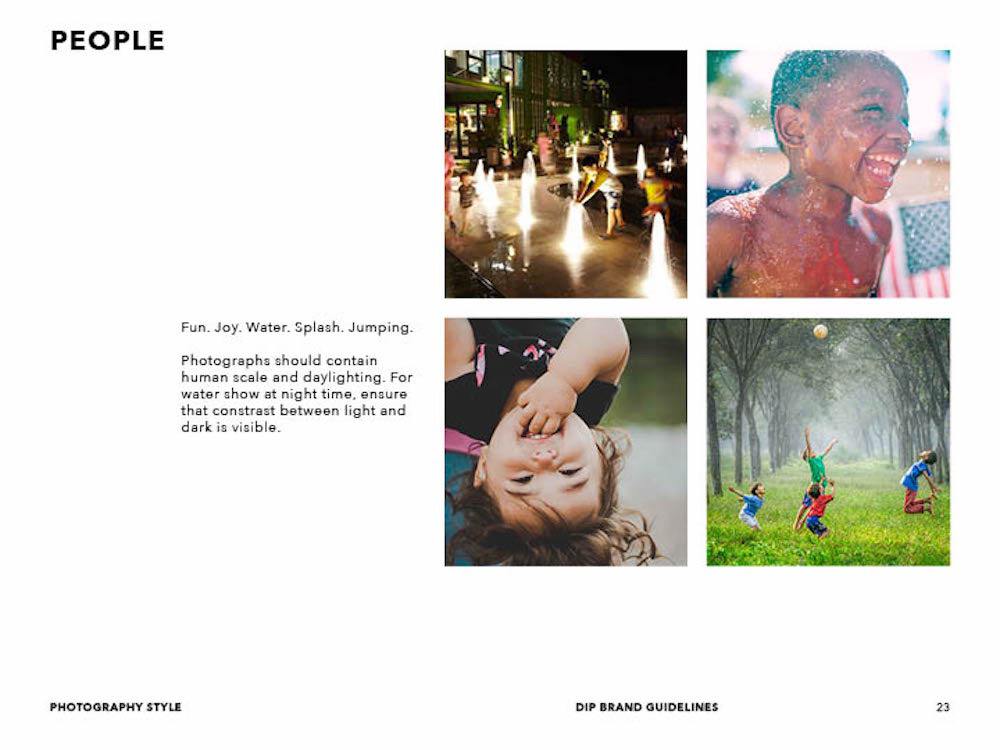 PEOPLE
Fun. Joy. Water. Splash. Jumping.
Photographs should contain
human scale and daylighting. For
water show at night time, ensure
that constrast between light and
dark is visible.
PHOTOGRAPHY STYLE
DIP BRAND GUIDELINES
23